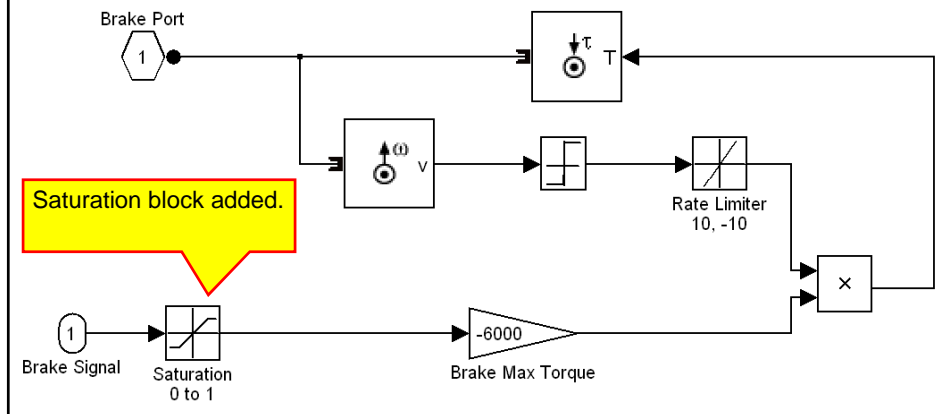 Brake Port
1
τ
T
ω
v
Saturation block added.
Rate Limiter
10, -10
×
1
-6000
Brake Signal
Saturation
0 to 1
Brake Max Torque